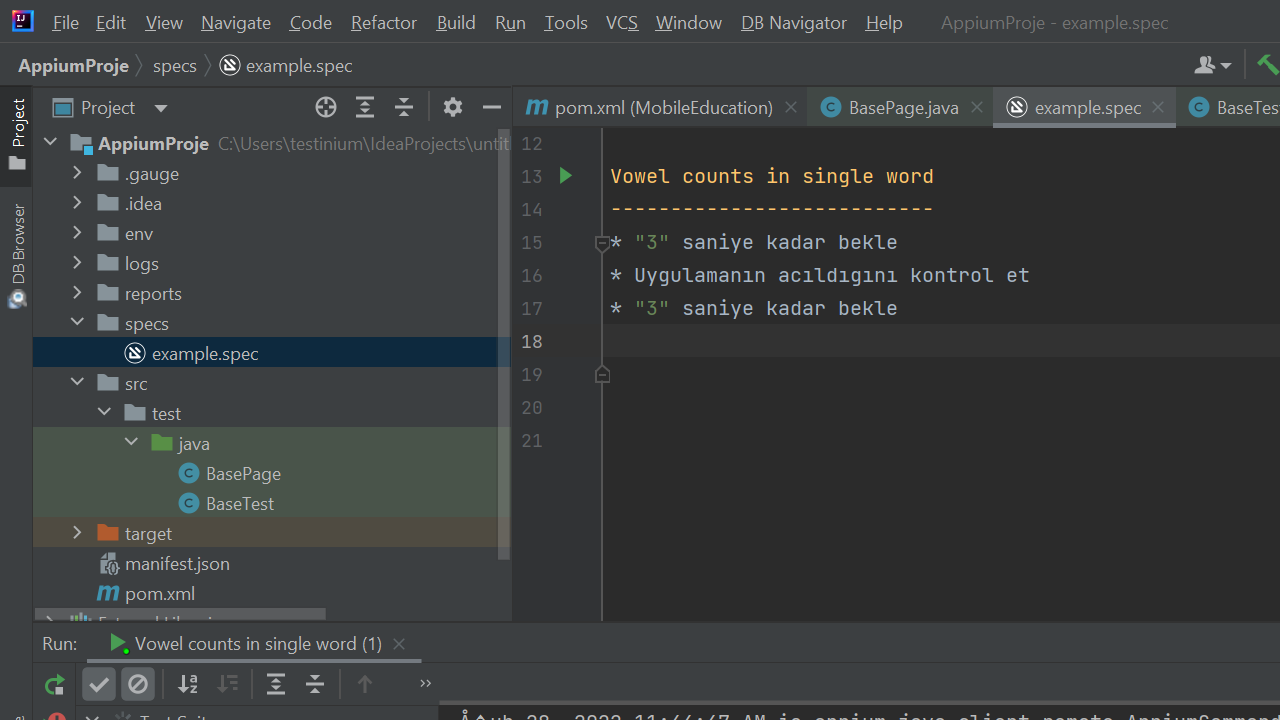 File Edit View Navigate Code Refactor Build Run Tools VCS Window DB Navigator Help AppiumProje - example.spec
AppiumProje specs example.spec
Project
DB Browser
Project
AppiumProje C:\Users\testinium\IdeaProjects\untit
.gauge
.idea
env
logs
reports
specs
example.spec
src
test
java
BasePage
BaseTest
target
manifest.json
pom.xml
pom.xml (MobileEducation) BasePage.java example.spec BaseTes
12
13 Vowel counts in single word
14 ---------------------------
15 * "3" saniye kadar bekle
16 * Uygulamanın acıldıgını kontrol et
17 * "3" saniye kadar bekle
18
19
20
21
Run: Vowel counts in single word (1)